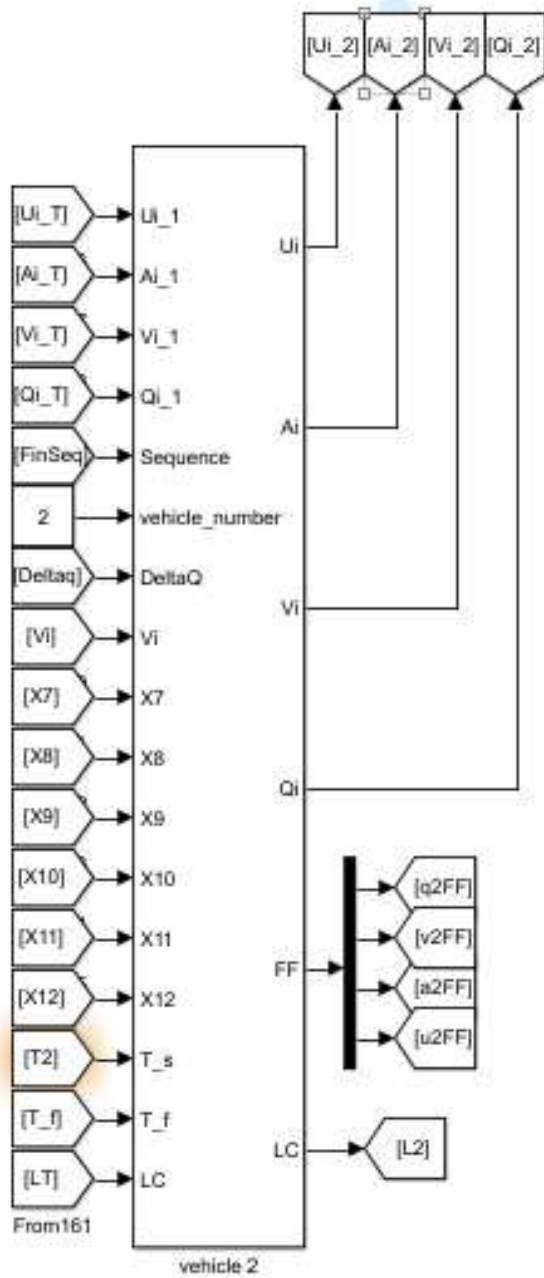 [Ui_2] [Ai_2] [Vi_2] [Qi_2]
[Ui_T] Ui_1
Ui
[Ai_T] Ai_1
[Vi_T] Vi_1
[Qi_T] Qi_1
Ai
[FinSeq] Sequence
2 vehicle_number
[Deltaq] DeltaQ
Vi
[Vi] Vi
[X7] X7
[X8] X8
Qi
[X9] X9
[X10] X10
[q2FF]
[X11] X11
[v2FF]
FF
[X12] X12
[a2FF]
[T2] T_s
[u2FF]
[T_f] T_f
LC [L2]
[LT] LC
From161
vehicle 2